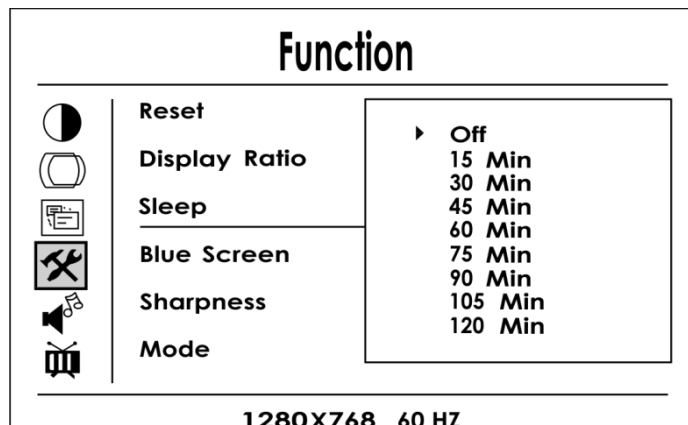 Function
Reset
Display Ratio
Sleep
Blue Screen
Sharpness
Mode
Off
15 Min
30 Min
45 Min
60 Min
75 Min
90 Min
105 Min
120 Min
1280X768 60 HZ